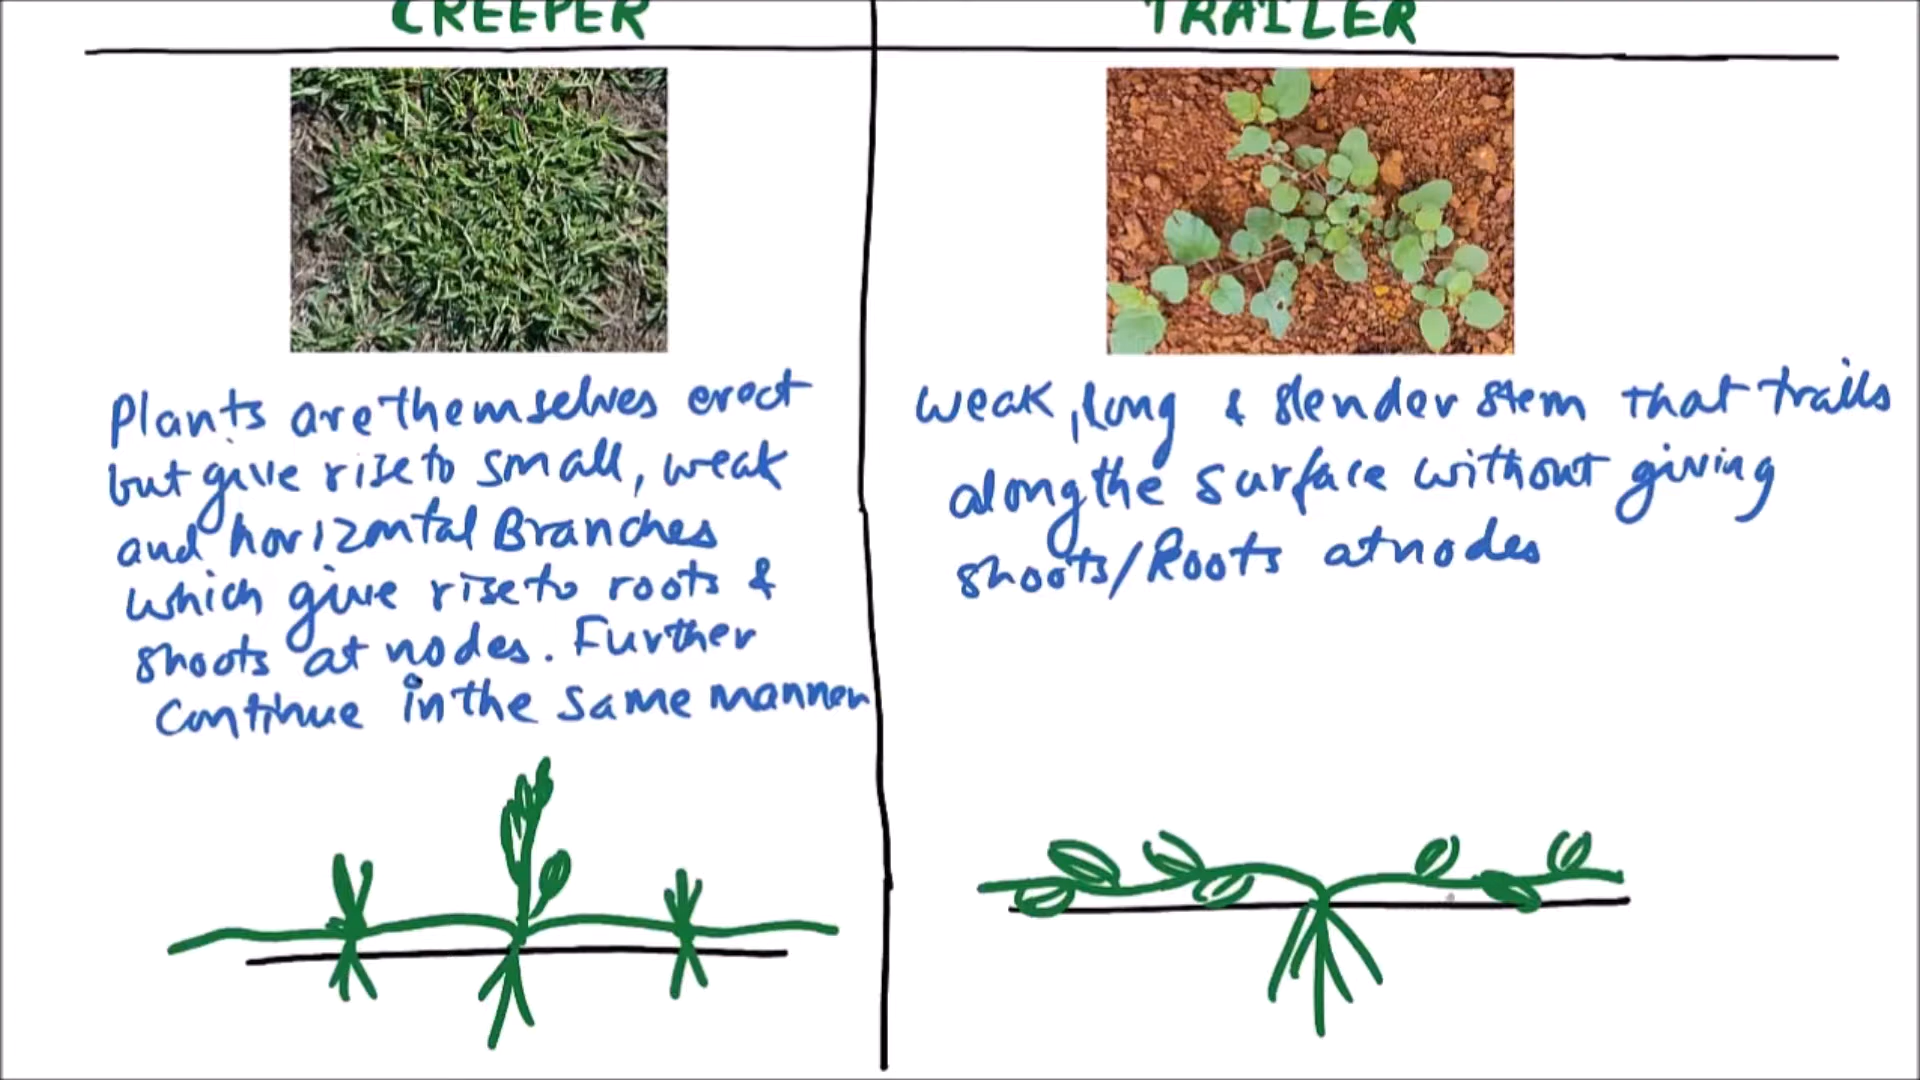 CREEPER
TRAILER
Plants are themselves erect
but give rise to small, weak
and horizontal Branches
which give rise to roots &
shoots at nodes. Further
continue in the same manner
weak, long & slender stem that trails
along the surface without giving
shoots/Roots at nodes